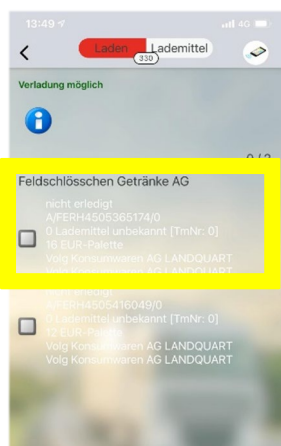 13:49
4G
Laden
Lademittel
330
Verladung möglich
0/2
Feldschlösschen Getränke AG
nicht erledigt
A/FERH4505365174/0
0 Lademittel unbekannt [TmNr: 0]
16 EUR-Palette
Volg Konsumwaren AG LANDQUART
Volg Konsumwaren AG LANDQUART
nicht erledigt
A/FERH4505416049/0
0 Lademittel unbekannt [TmNr: 0]
12 EUR-Palette
Volg Konsumwaren AG LANDQUART
Volg Konsumwaren AG LANDQUART